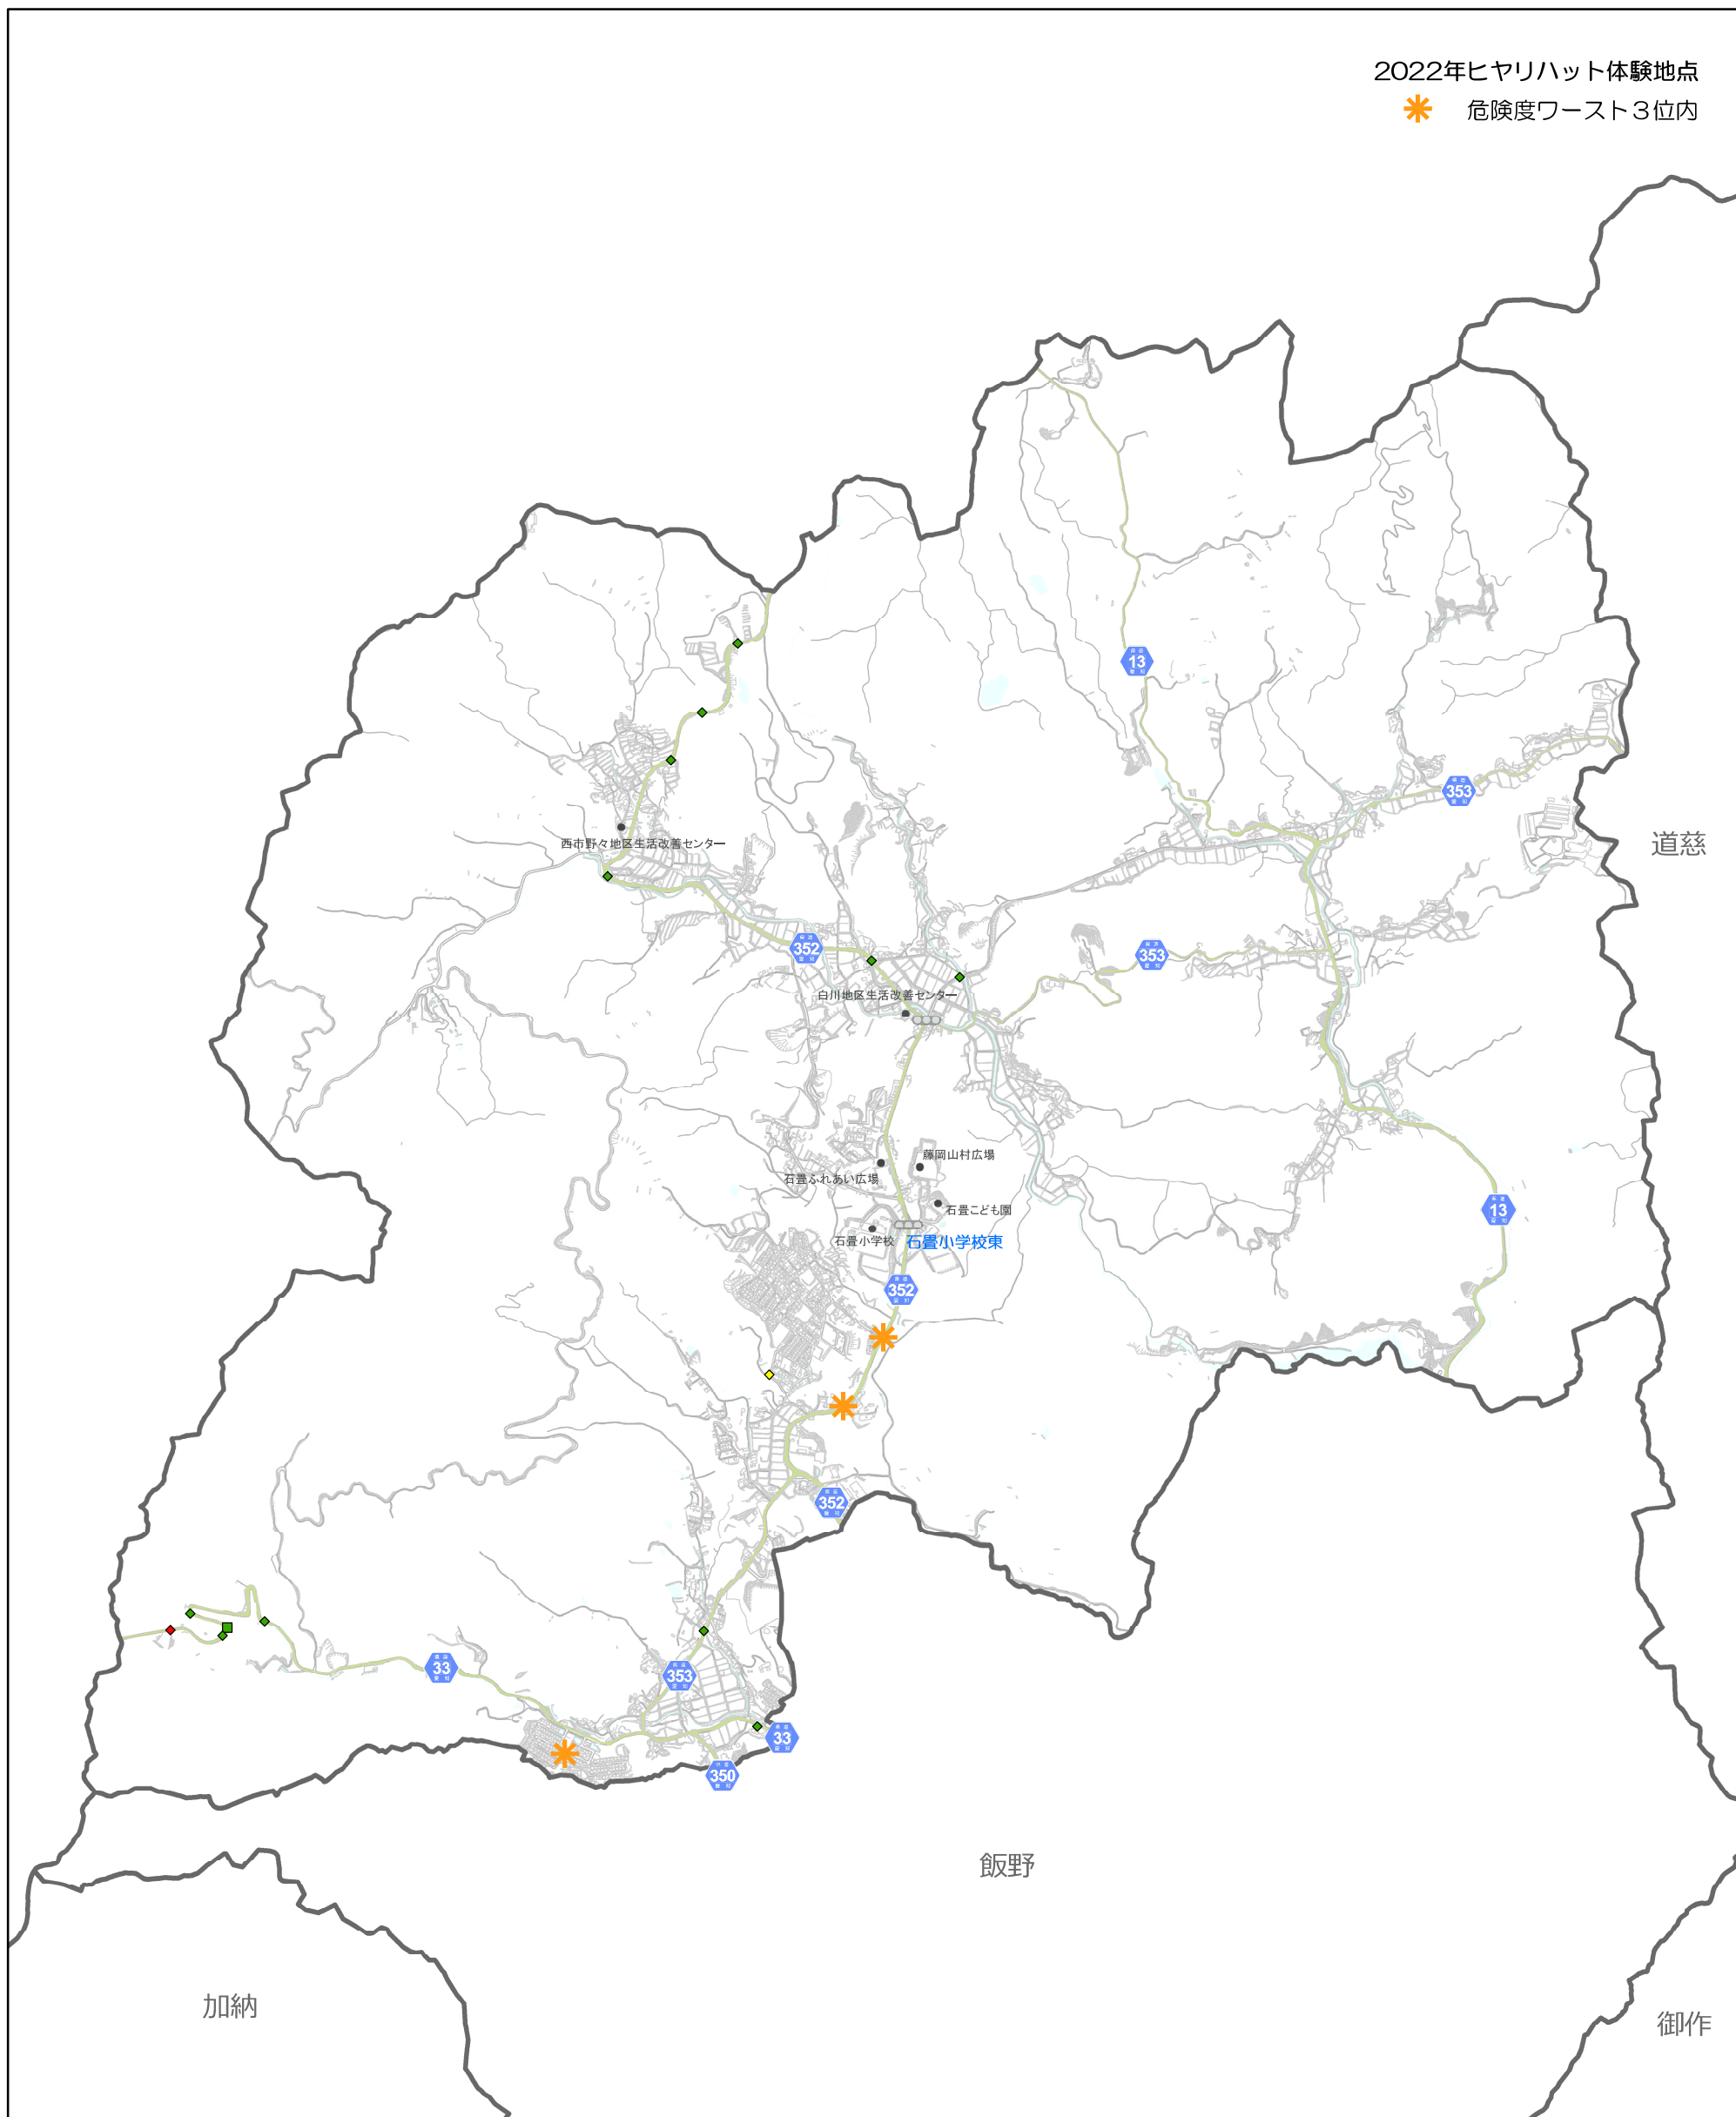 2022年ヒヤリハット体験地点
危険度ワースト３位内
13
353
道慈
西市野々地区生活改善センター
352
353
白川地区生活改善センター
藤岡山村広場
石畳ふれあい広場
石畳こども園
13
石畳小学校
石畳小学校東
352
352
33
353
33
350
飯野
加納
御作